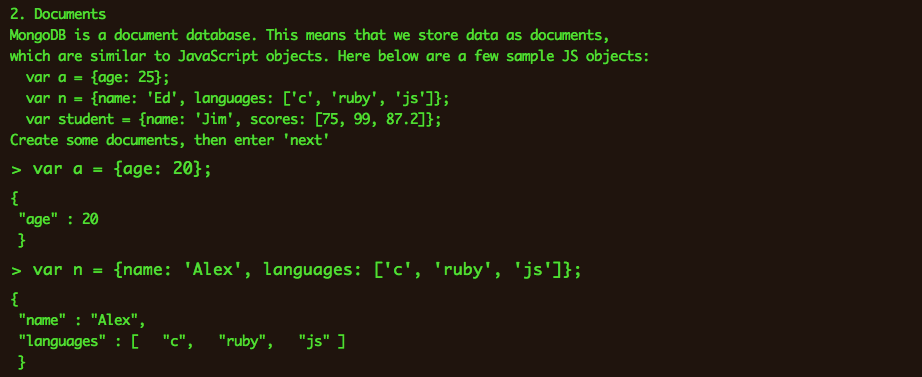 2. Documents
MongoDB is a document database. This means that we store data as documents,
which are similar to JavaScript objects. Here below are a few sample JS objects:
  var a = {age: 25};
  var n = {name: 'Ed', languages: ['c', 'ruby', 'js']};
  var student = {name: 'Jim', scores: [75, 99, 87.2]};
Create some documents, then enter 'next'
> var a = {age: 20};
{
 "age" : 20
 }
> var n = {name: 'Alex', languages: ['c', 'ruby', 'js']};
{
 "name" : "Alex",
 "languages" : [   "c",   "ruby",   "js" ]
 }